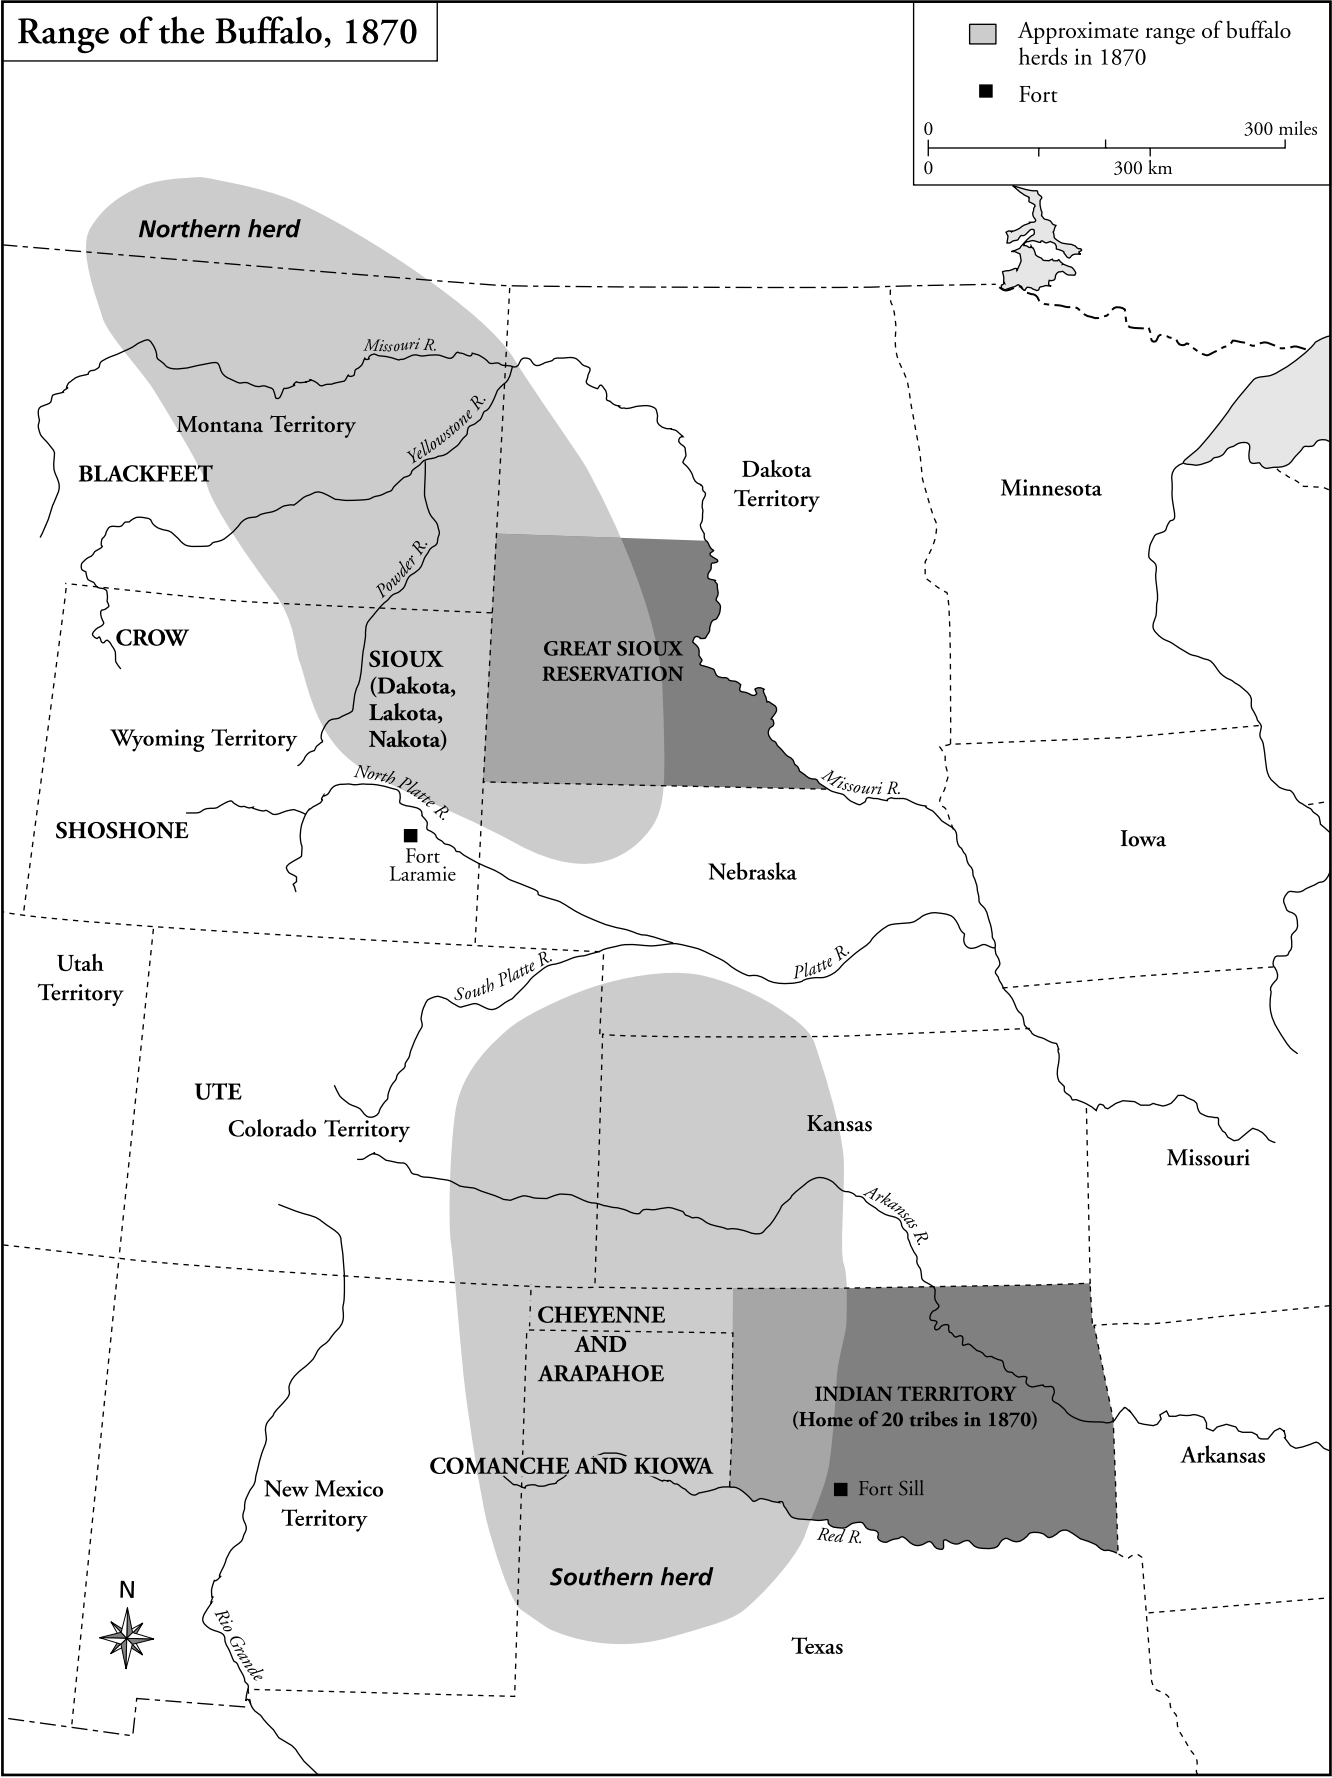 Range of the Buffalo, 1870
Approximate range of buffalo
herds in 1870
Fort
0
300 miles
0
300 km
Northern herd
Missouri R.
Montana Territory
Yellowstone R.
BLACKFEET
Dakota
Territory
Minnesota
Powder R.
CROW
GREAT SIOUX
RESERVATION
SIOUX
(Dakota,
Lakota,
Nakota)
Wyoming Territory
North Platte R.
Missouri R.
SHOSHONE
Fort
Laramie
Iowa
Nebraska
Utah
Territory
South Platte R.
Platte R.
UTE
Colorado Territory
Kansas
Missouri
Arkansas R.
CHEYENNE
AND
ARAPAHOE
INDIAN TERRITORY
(Home of 20 tribes in 1870)
COMANCHE AND KIOWA
Arkansas
New Mexico
Territory
Fort Sill
Red R.
Southern herd
N
Rio Grande
Texas